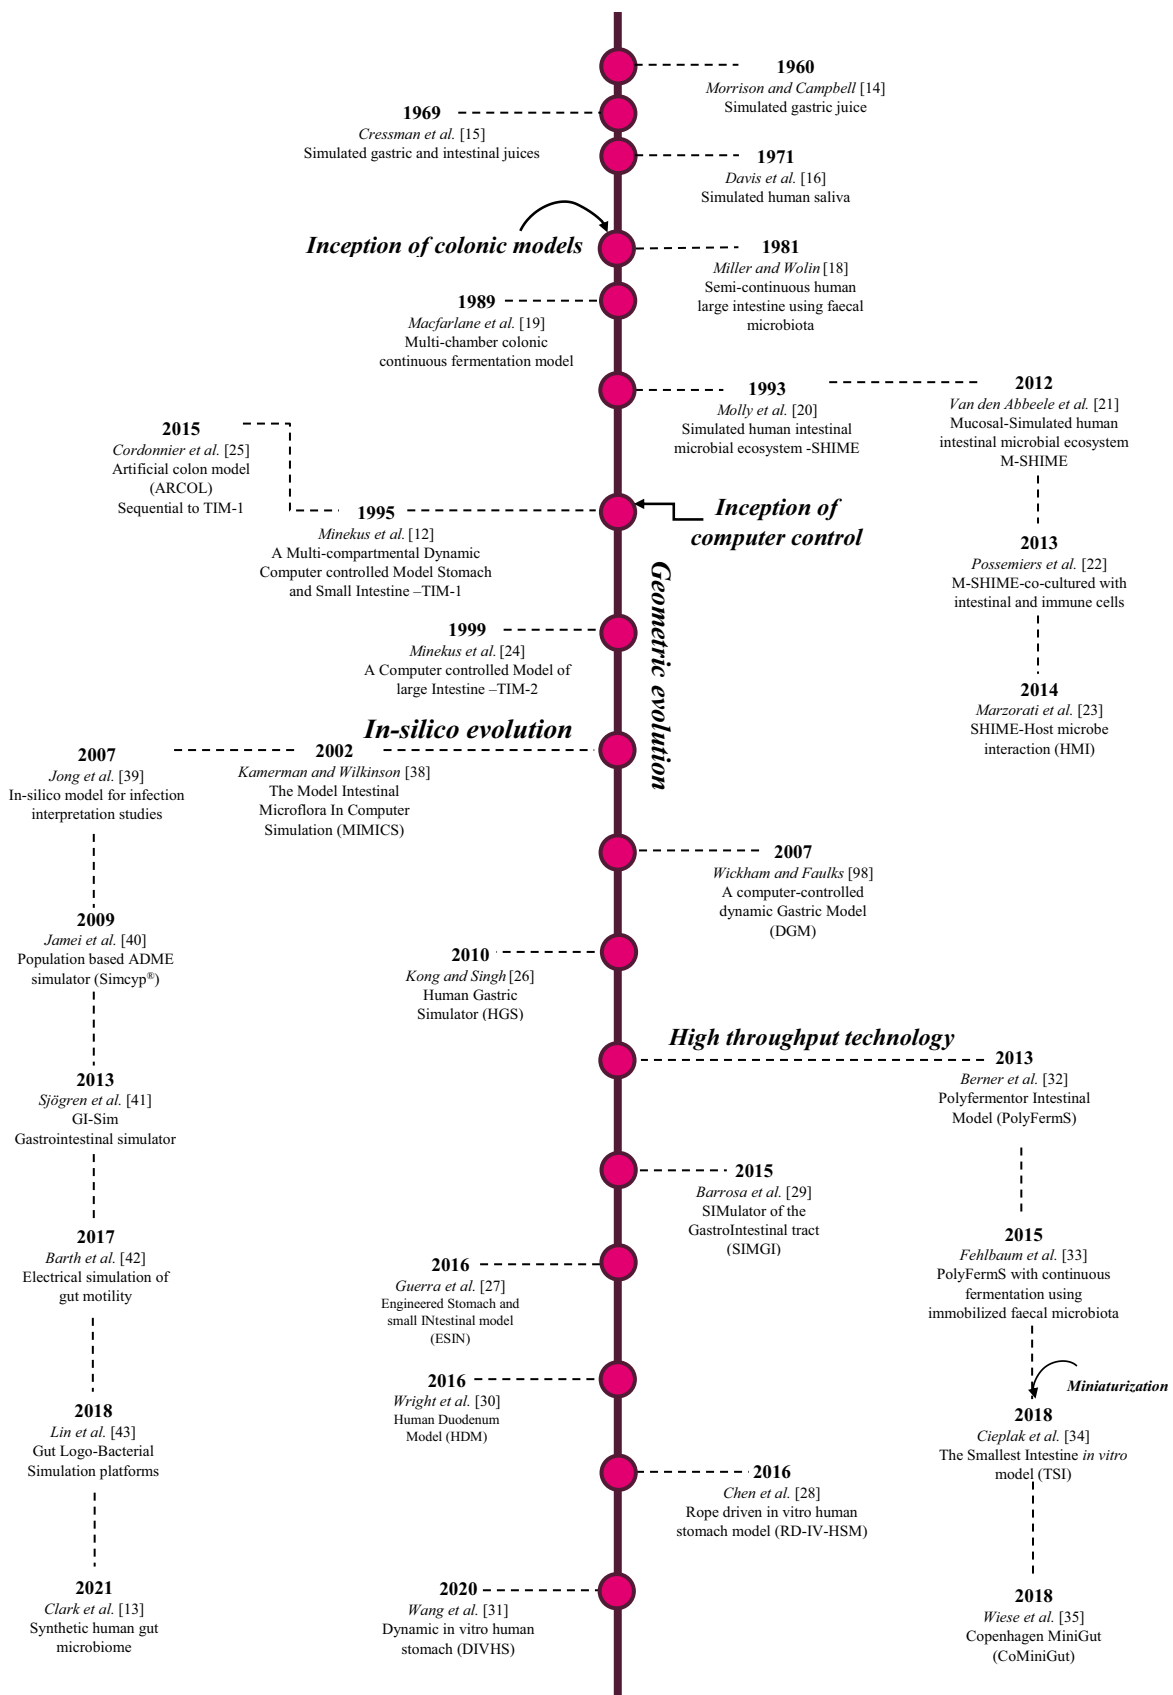 1960
Morrison and Campbell [14]
Simulated gastric juice
1969
Cressman et al. [15]
Simulated gastric and intestinal juices
1971
Davis et al. [16]
Simulated human saliva
Inception of colonic models
1981
Miller and Wolin [18]
Semi-continuous human
large intestine using faecal
microbiota
1989
Macfarlane et al. [19]
Multi-chamber colonic
continuous fermentation model
1993
Molly et al. [20]
Simulated human intestinal
microbial ecosystem -SHIME
2012
Van den Abbeele et al. [21]
Mucosal-Simulated human
intestinal microbial ecosystem
M-SHIME
2013
Possemiers et al. [22]
M-SHIME-co-cultured with
intestinal and immune cells
2014
Marzorati et al. [23]
SHIME-Host microbe
interaction (HMI)
2015
Cordonnier et al. [25]
Artificial colon model
(ARCOL)
Sequential to TIM-1
1995
Minekus et al. [12]
A Multi-compartmental Dynamic
Computer controlled Model Stomach
and Small Intestine –TIM-1
Inception of
computer control
Geometric evolution
1999
Minekus et al. [24]
A Computer controlled Model of
large Intestine –TIM-2
In-silico evolution
2002
Kamerman and Wilkinson [38]
The Model Intestinal
Microflora In Computer
Simulation (MIMICS)
2007
Jong et al. [39]
In-silico model for infection
interpretation studies
2009
Jamei et al. [40]
Population based ADME
simulator (Simcyp®)
2013
Sjögren et al. [41]
GI-Sim
Gastrointestinal simulator
2017
Barth et al. [42]
Electrical simulation of
gut motility
2018
Lin et al. [43]
Gut Logo-Bacterial
Simulation platforms
2021
Clark et al. [13]
Synthetic human gut
microbiome
2007
Wickham and Faulks [98]
A computer-controlled
dynamic Gastric Model
(DGM)
2010
Kong and Singh [26]
Human Gastric
Simulator (HGS)
High throughput technology
2013
Berner et al. [32]
Polyfermentor Intestinal
Model (PolyFermS)
2015
Fehlbaum et al. [33]
PolyFermS with continuous
fermentation using
immobilized faecal microbiota
Miniaturization
2018
Cieplak et al. [34]
The Smallest Intestine in vitro
model (TSI)
2018
Wiese et al. [35]
Copenhagen MiniGut
(CoMiniGut)
2015
Barrosa et al. [29]
SIMulator of the
GastroIntestinal tract
(SIMGI)
2016
Guerra et al. [27]
Engineered Stomach and
small INtestinal model
(ESIN)
2016
Wright et al. [30]
Human Duodenum
Model (HDM)
2016
Chen et al. [28]
Rope driven in vitro human
stomach model (RD-IV-HSM)
2020
Wang et al. [31]
Dynamic in vitro human
stomach (DIVHS)